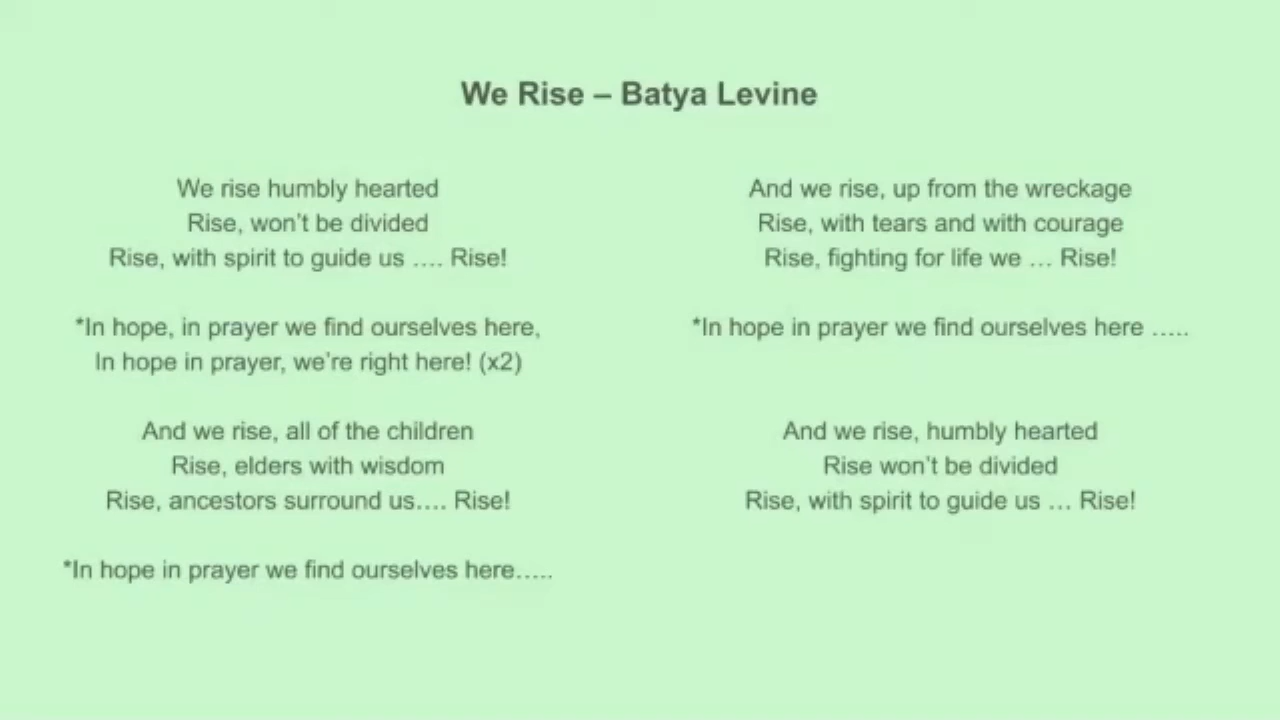 We Rise – Batya Levine
We rise humbly hearted
Rise, won't be divided
Rise, with spirit to guide us .... Rise!
*In hope, in prayer we find ourselves here,
In hope in prayer, we're right here! (x2)
And we rise, all of the children
Rise, elders with wisdom
Rise, ancestors surround us.... Rise!
*In hope in prayer we find ourselves here.....
And we rise, up from the wreckage
Rise, with tears and with courage
Rise, fighting for life we ... Rise!
*In hope in prayer we find ourselves here .....
And we rise, humbly hearted
Rise won't be divided
Rise, with spirit to guide us ... Rise!